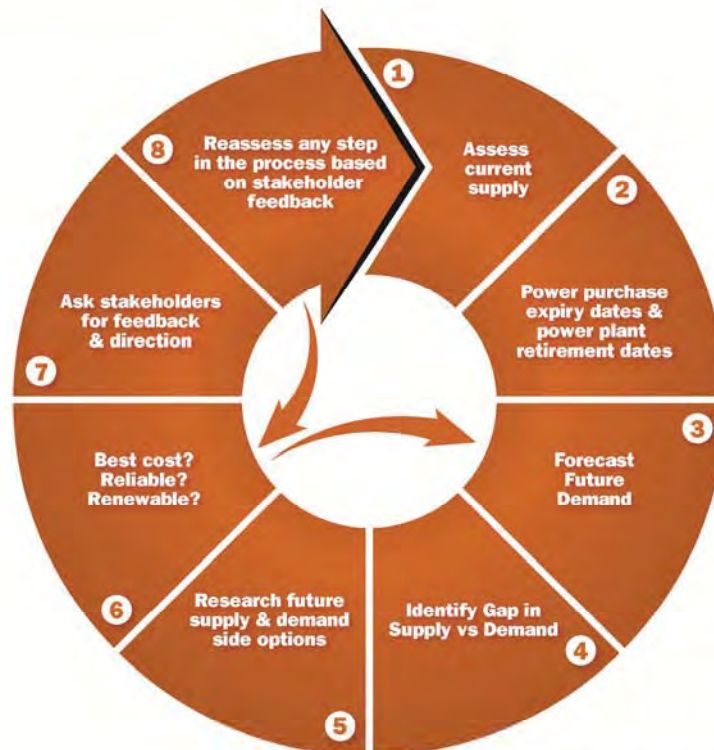 1
Assess
current
supply
2
Power purchase
expiry dates &
power plant
retirement dates
3
Forecast
Future
Demand
4
Identify Gap in
Supply vs Demand
5
Research future
supply & demand
side options
6
Best cost?
Reliable?
Renewable?
7
Ask stakeholders
for feedback
& direction
8
Reassess any step
in the process based
on stakeholder
feedback